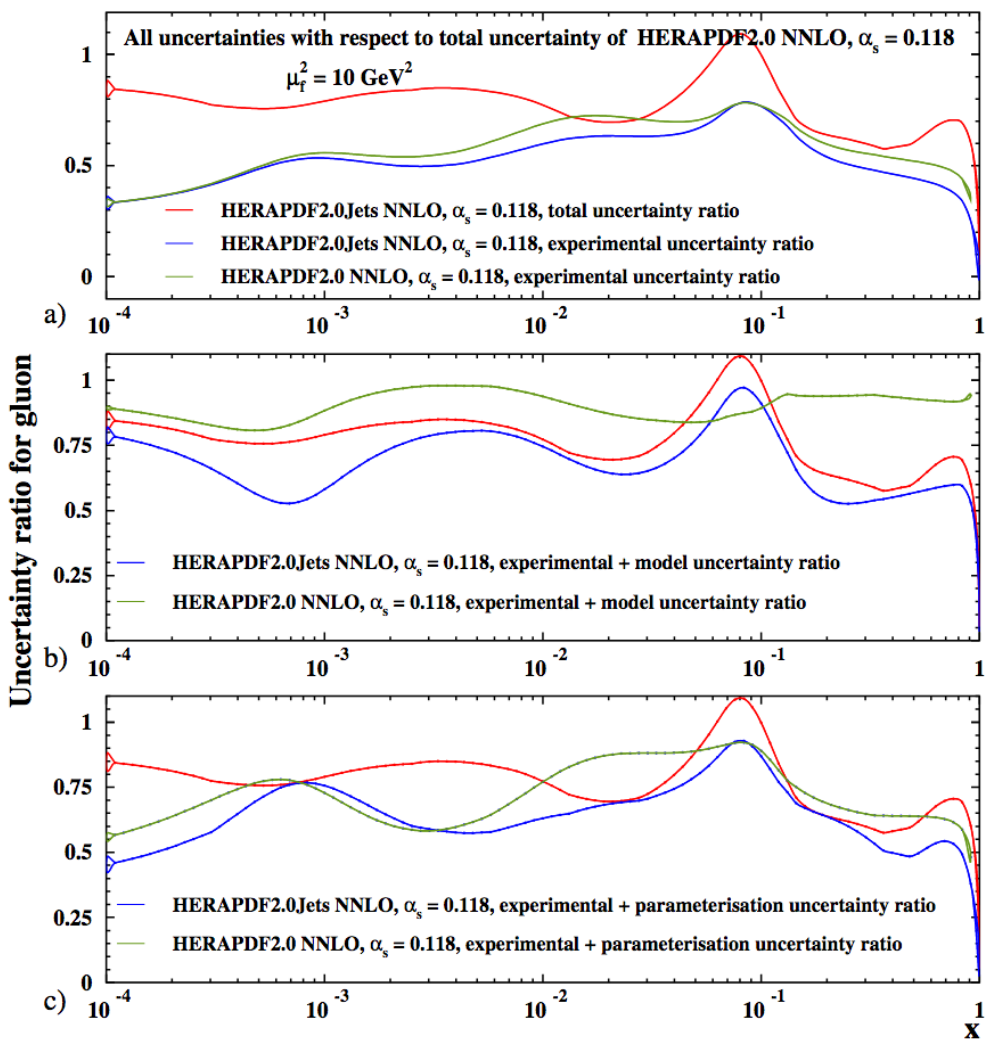 All uncertainties with respect to total uncertainty of HERAPDF2.0 NNLO, αs = 0.118
μf² = 10 GeV²
1
0.5
0
HERAPDF2.0Jets NNLO, αs = 0.118, total uncertainty ratio
HERAPDF2.0Jets NNLO, αs = 0.118, experimental uncertainty ratio
HERAPDF2.0 NNLO, αs = 0.118, experimental uncertainty ratio
a)
10⁻⁴ 10⁻³ 10⁻² 10⁻¹ 1
Uncertainty ratio for gluon
1
0.75
0.5
0.25
0
HERAPDF2.0Jets NNLO, αs = 0.118, experimental + model uncertainty ratio
HERAPDF2.0 NNLO, αs = 0.118, experimental + model uncertainty ratio
b)
10⁻⁴ 10⁻³ 10⁻² 10⁻¹ 1
1
0.75
0.5
0.25
0
HERAPDF2.0Jets NNLO, αs = 0.118, experimental + parameterisation uncertainty ratio
HERAPDF2.0 NNLO, αs = 0.118, experimental + parameterisation uncertainty ratio
c)
10⁻⁴ 10⁻³ 10⁻² 10⁻¹ 1
x